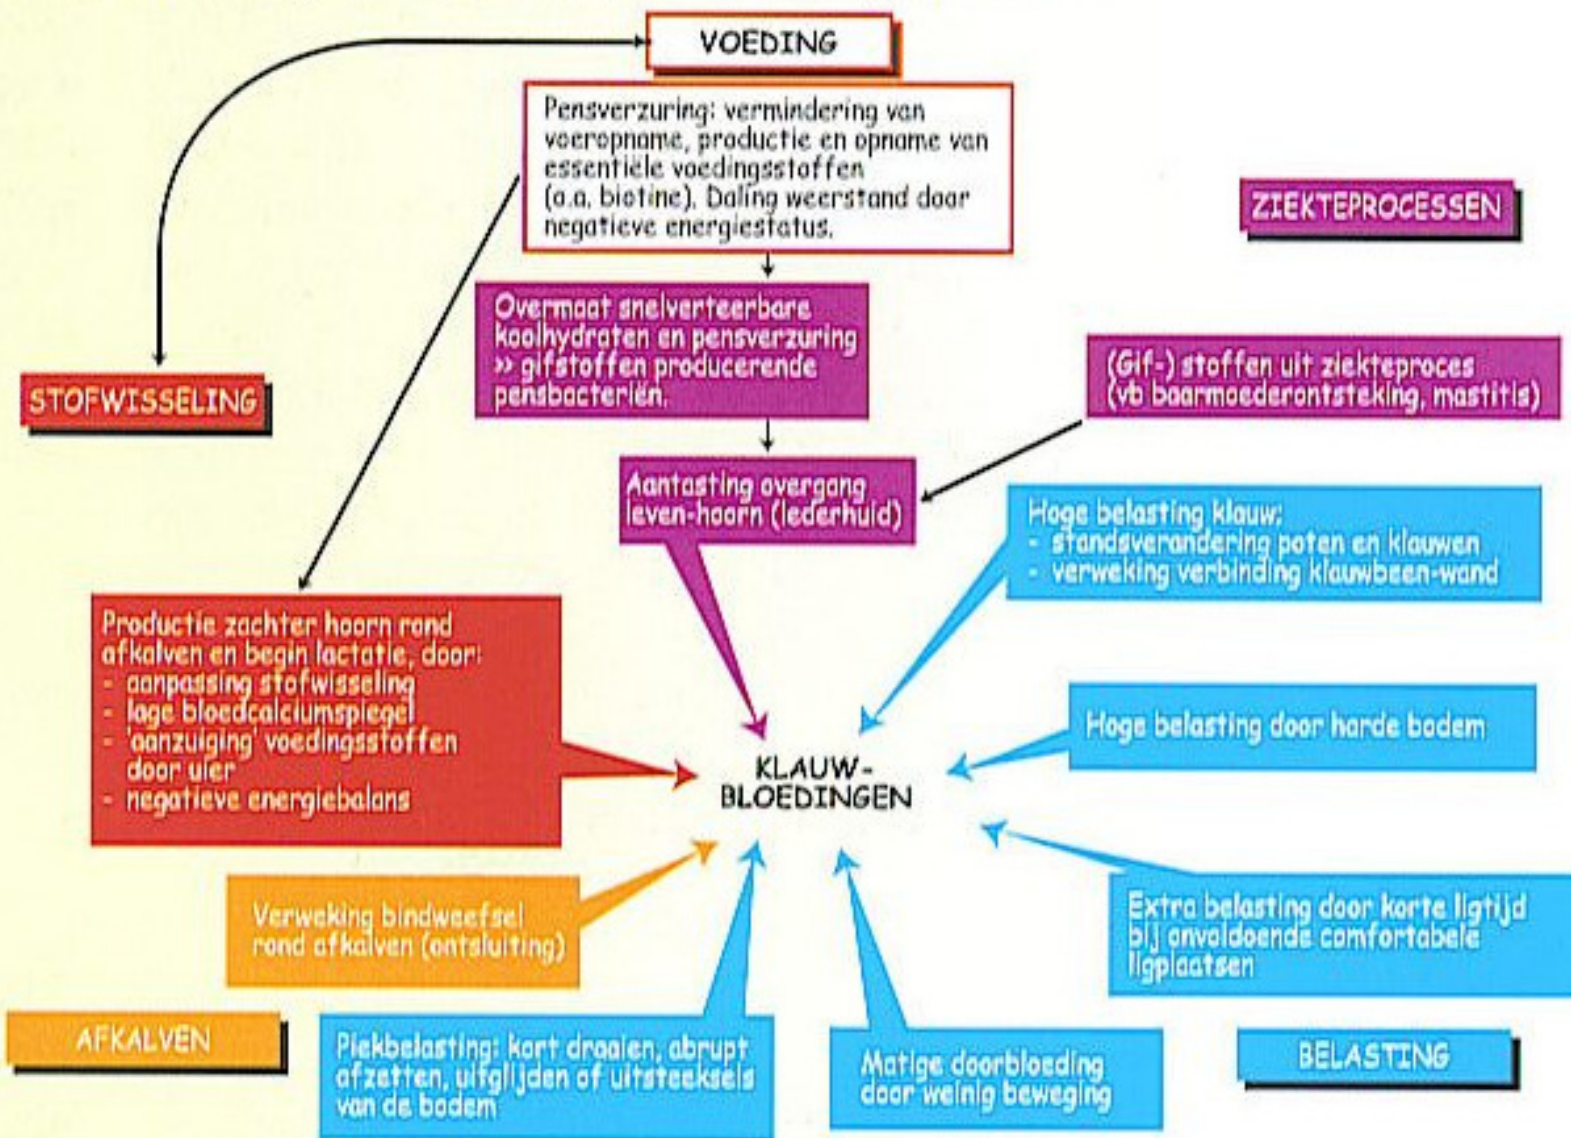 VOEDING
Pensverzuring: vermindering van
voeropname, productie en opname van
essentiële voedingsstoffen
(o.a. biotine). Daling weerstand door
negatieve energiestatus.
ZIEKTEPROCESSEN
Overmaat snelverteerbare
koolhydraten en pensverzuring
>> gifstoffen producerende
pensbacteriën.
(Gif-) stoffen uit ziekteproces
(vb baarmoederontsteking, mastitis)
STOFWISSELING
Aantasting overgang
leven-hoorn (lederhuid)
Hoge belasting klauw:
- standsverandering poten en klauwen
- verweking verbinding klauwbeen-wand
Productie zachter hoorn rond
afkalven en begin lactatie, door:
- aanpassing stofwisseling
- lage bloedcalciumspiegel
- 'aanzuiging' voedingsstoffen
door uier
- negatieve energiebalans
Hoge belasting door harde bodem
KLAUW-
BLOEDINGEN
Verweking bindweefsel
rond afkalven (ontsluiting)
Extra belasting door korte ligtijd
bij onvoldoende comfortabele
ligplaatsen
AFKALVEN
Piekbelasting: kort draaien, abrupt
afzetten, uitglijden of uitsteeksels
van de bodem
Matige doorbloeding
door weinig beweging
BELASTING